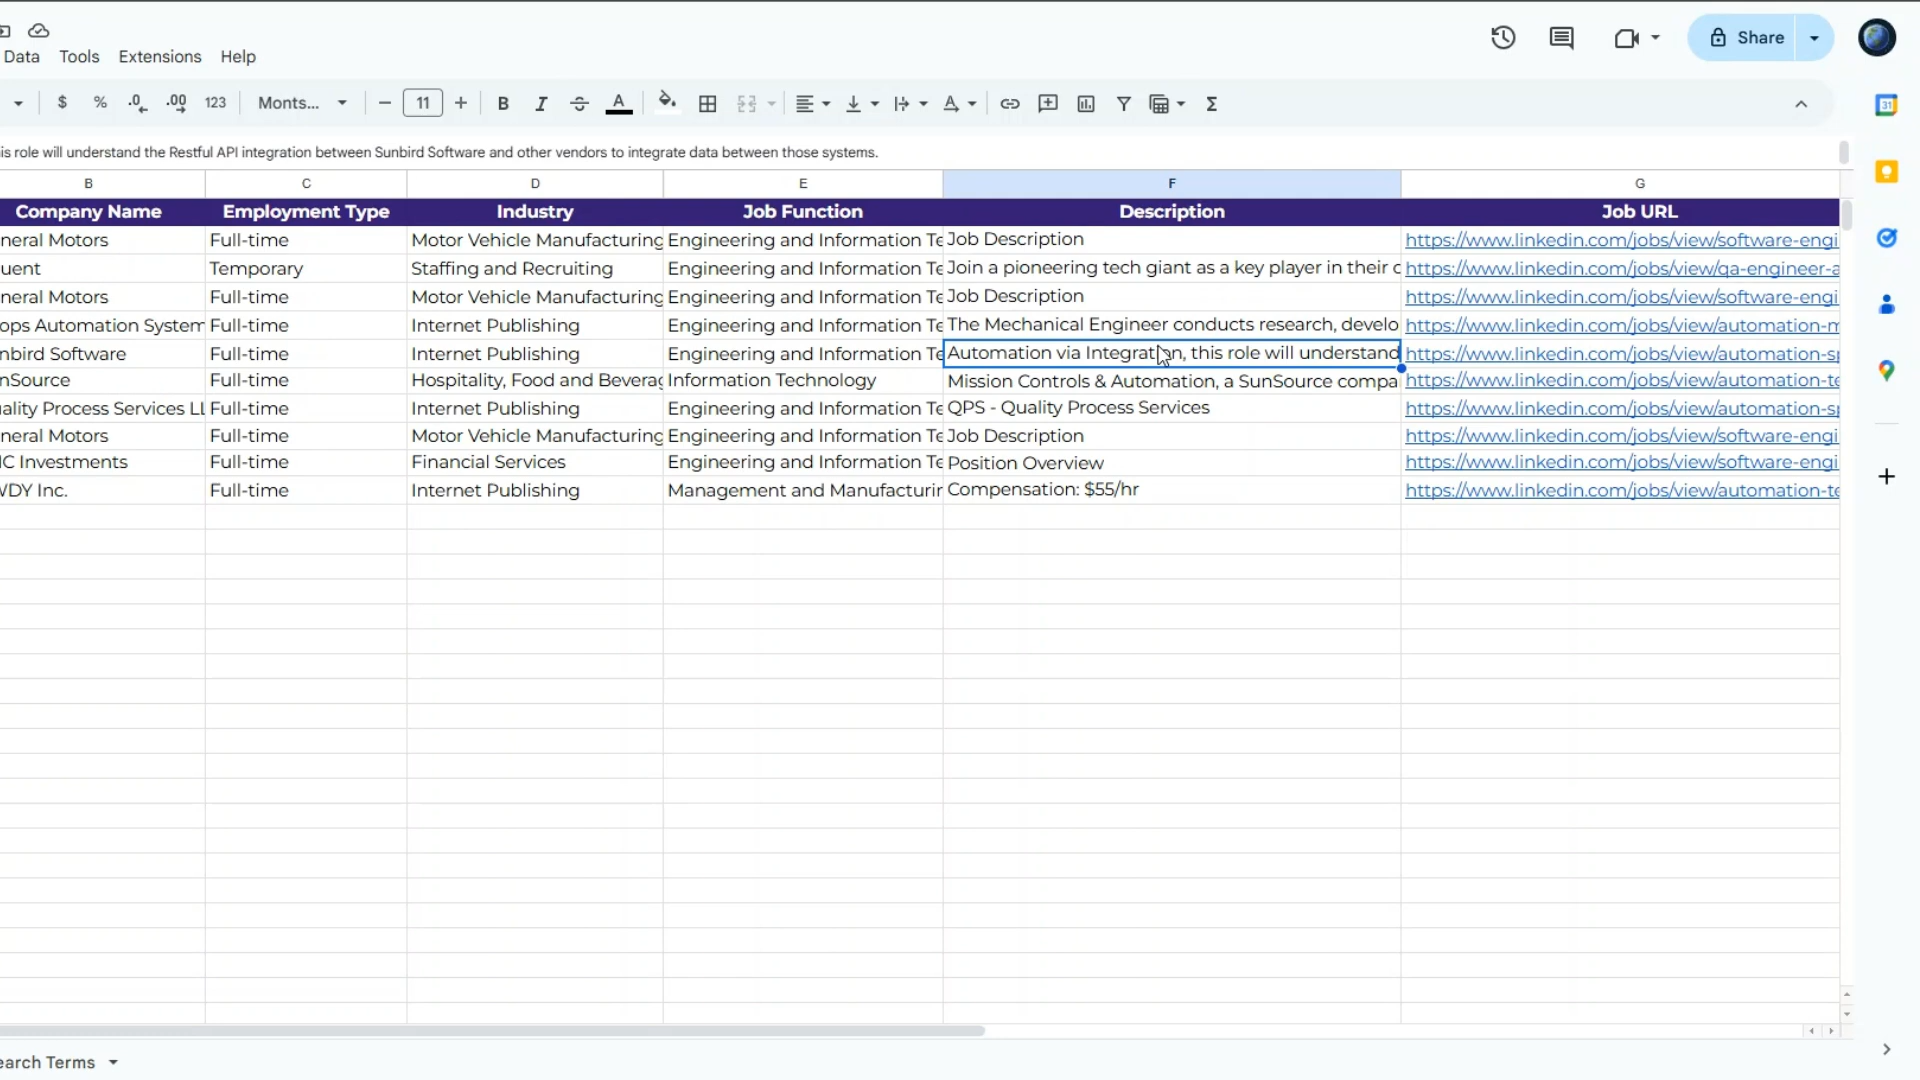 Data Tools Extensions Help
Share
$ % .0 .00 123 Monts... 11 B I S A Σ
31
is role will understand the Restful API integration between Sunbird Software and other vendors to integrate data between those systems.
B C D E F G
Company Name Employment Type Industry Job Function Description Job URL
neral Motors Full-time Motor Vehicle Manufacturing Engineering and Information Te Job Description https://www.linkedin.com/jobs/view/software-engi
uent Temporary Staffing and Recruiting Engineering and Information Te Join a pioneering tech giant as a key player in their c https://www.linkedin.com/jobs/view/qa-engineer-a
neral Motors Full-time Motor Vehicle Manufacturing Engineering and Information Te Job Description https://www.linkedin.com/jobs/view/software-engi
ops Automation System Full-time Internet Publishing Engineering and Information Te The Mechanical Engineer conducts research, develo https://www.linkedin.com/jobs/view/automation-m
nbird Software Full-time Internet Publishing Engineering and Information Te Automation via Integration, this role will understand https://www.linkedin.com/jobs/view/automation-sp
nSource Full-time Hospitality, Food and Beverag Information Technology Mission Controls & Automation, a SunSource compa https://www.linkedin.com/jobs/view/automation-te
ality Process Services LL Full-time Internet Publishing Engineering and Information Te QPS - Quality Process Services https://www.linkedin.com/jobs/view/automation-sp
neral Motors Full-time Motor Vehicle Manufacturing Engineering and Information Te Job Description https://www.linkedin.com/jobs/view/software-engi
IC Investments Full-time Financial Services Engineering and Information Te Position Overview https://www.linkedin.com/jobs/view/software-engi
WDY Inc. Full-time Internet Publishing Management and Manufacturin Compensation: $55/hr https://www.linkedin.com/jobs/view/automation-te
earch Terms